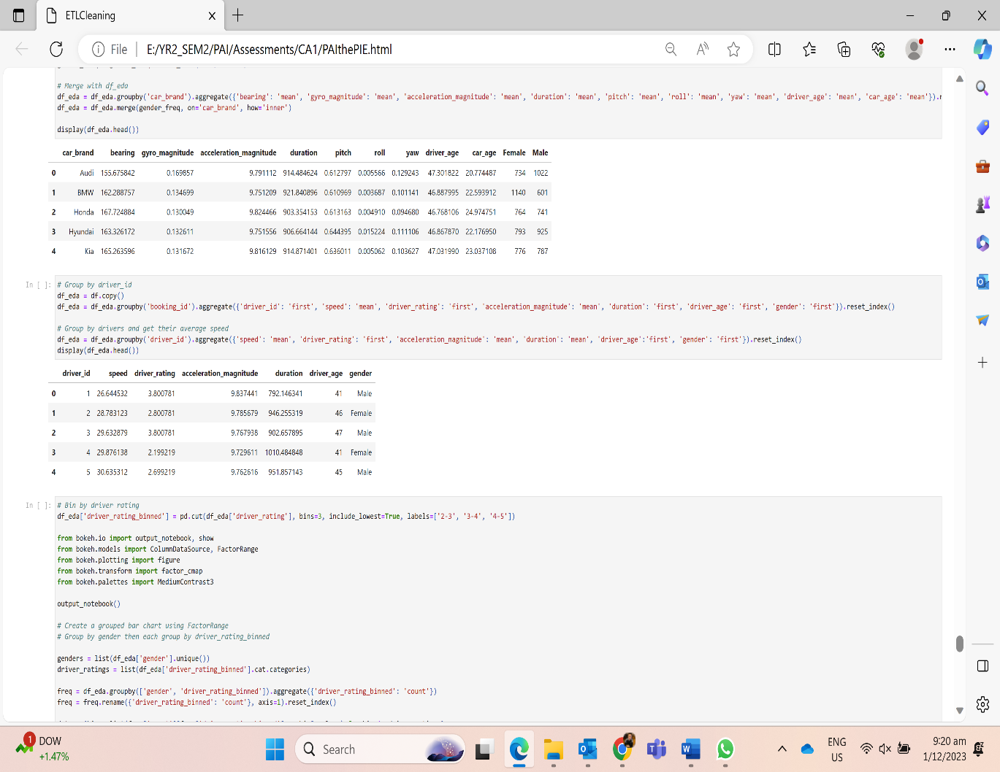 ETLCleaning
File
E:/YR2_SEM2/PAI/Assessments/CA1/PAIthePIE.html
# Merge with df_eda
df_eda = df_eda.groupby('car_brand').aggregate({'bearing': 'mean', 'gyro_magnitude': 'mean', 'acceleration_magnitude': 'mean', 'duration': 'mean', 'pitch': 'mean', 'roll': 'mean', 'yaw': 'mean', 'driver_age': 'mean', 'car_age': 'mean'}).r
df_eda = df_eda.merge(gender_freq, on='car_brand', how='inner')
display(df_eda.head())
car_brand bearing gyro_magnitude acceleration_magnitude duration pitch roll yaw driver_age car_age Female Male
0 Audi 155.675842 0.169857 9.791112 914.484624 0.612797 0.005566 0.129243 47.301822 20.774487 734 1022
1 BMW 162.288757 0.134699 9.751209 921.840896 0.610969 0.003687 0.101141 46.887995 22.593912 1140 601
2 Honda 167.724884 0.130049 9.824466 903.354153 0.613163 0.004910 0.094680 46.768106 24.974751 764 741
3 Hyundai 163.326172 0.132611 9.751556 906.664144 0.644395 0.015224 0.111106 46.867870 22.176950 793 925
4 Kia 165.263596 0.131672 9.816129 914.871401 0.636011 0.005062 0.103627 47.031990 23.037108 776 787
In [ ]:
# Group by driver_id
df_eda = df.copy()
df_eda = df_eda.groupby('booking_id').aggregate({'driver_id': 'first', 'speed': 'mean', 'driver_rating': 'first', 'acceleration_magnitude': 'mean', 'duration': 'first', 'driver_age': 'first', 'gender': 'first'}).reset_index()
# Group by drivers and get their average speed
df_eda = df_eda.groupby('driver_id').aggregate({'speed': 'mean', 'driver_rating': 'first', 'acceleration_magnitude': 'mean', 'duration': 'mean', 'driver_age':'first', 'gender': 'first'}).reset_index()
display(df_eda.head())
driver_id speed driver_rating acceleration_magnitude duration driver_age gender
0 1 26.644532 3.800781 9.837441 792.146341 41 Male
1 2 28.783123 2.800781 9.785679 946.255319 46 Female
2 3 29.632879 3.800781 9.767938 902.657895 47 Male
3 4 29.876138 2.199219 9.729611 1010.484848 41 Female
4 5 30.635312 2.699219 9.762616 951.857143 45 Male
In [ ]:
# Bin by driver rating
df_eda['driver_rating_binned'] = pd.cut(df_eda['driver_rating'], bins=3, include_lowest=True, labels=['2-3', '3-4', '4-5'])
from bokeh.io import output_notebook, show
from bokeh.models import ColumnDataSource, FactorRange
from bokeh.plotting import figure
from bokeh.transform import factor_cmap
from bokeh.palettes import MediumContrast3
output_notebook()
# Create a grouped bar chart using FactorRange
# Group by gender then each group by driver_rating_binned
genders = list(df_eda['gender'].unique())
driver_ratings = list(df_eda['driver_rating_binned'].cat.categories)
freq = df_eda.groupby(['gender', 'driver_rating_binned']).aggregate({'driver_rating_binned': 'count'})
freq = freq.rename({'driver_rating_binned': 'count'}, axis=1).reset_index()
1
DOW
+1.47%
Search
ENG
US
9:20 am
1/12/2023